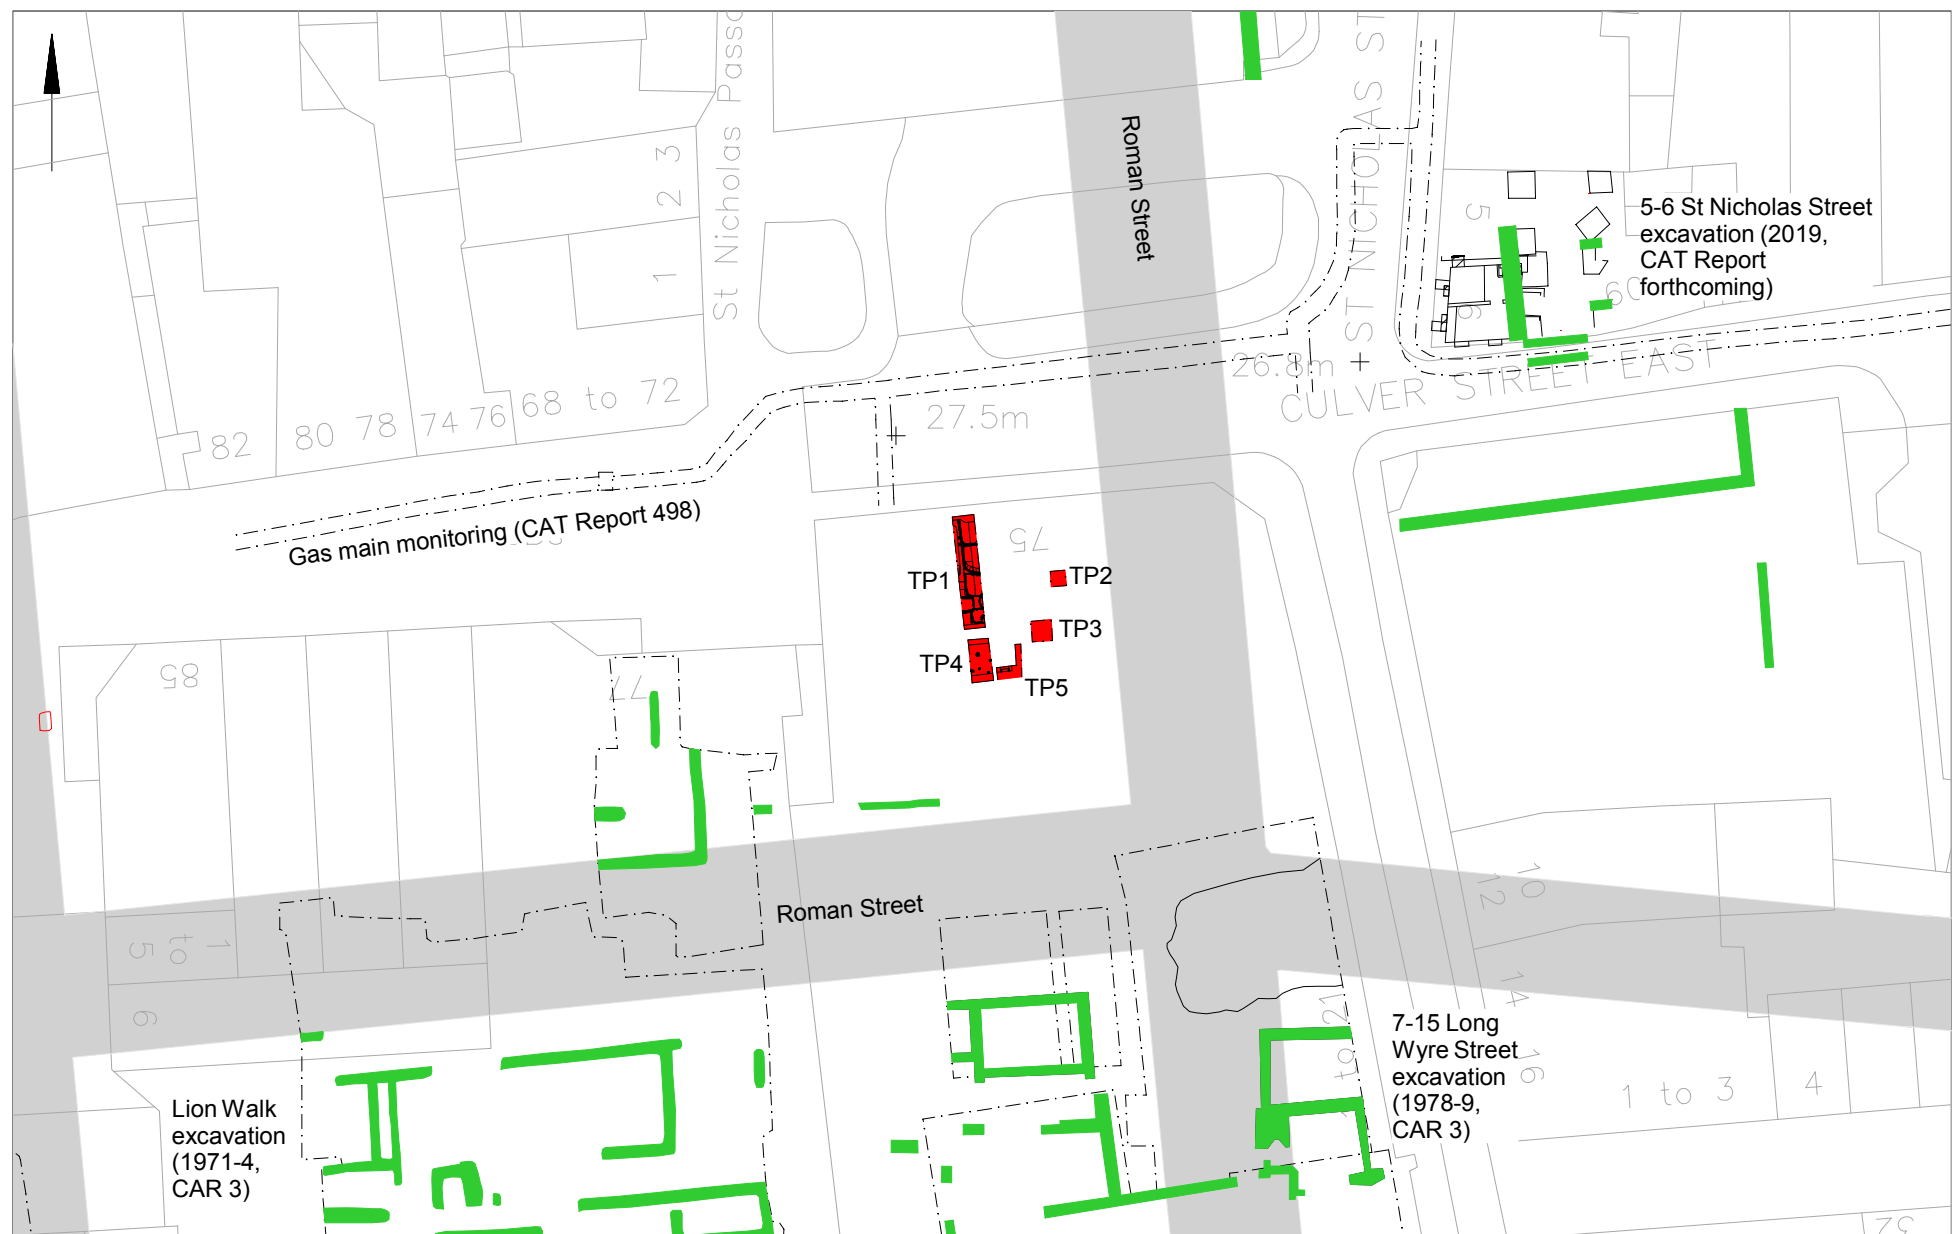 St Nicholas Passa
ST NICHOLAS ST
Roman Street
3
2
1
5
6
60
5-6 St Nicholas Street
excavation (2019,
CAT Report
forthcoming)
26.8m
CULVER STREET EAST
82
80
78
74
76
68 to 72
27.5m
Gas main monitoring (CAT Report 498)
75
TP1
TP2
TP3
TP4
TP5
85
77
Roman Street
1
to
5
6
10
12
14
16
7-15 Long
Wyre Street
excavation
(1978-9,
CAR 3)
1 to 3
4
Lion Walk
excavation
(1971-4,
CAR 3)
32